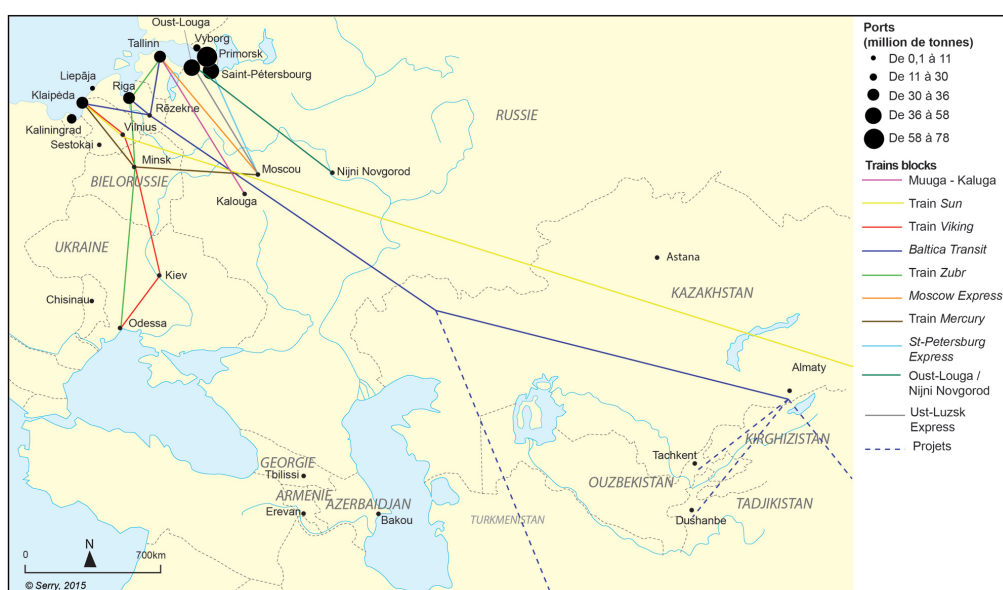 Oust-Louga
Vyborg
Tallinn
Primorsk
Saint-Pétersbourg
Liepāja
Riga
Klaipėda
Rēzekne
Kaliningrad
Vilnius
Sestokai
Minsk
Moscou
Nijni Novgorod
BIELORUSSIE
Kalouga
RUSSIE
UKRAINE
Kiev
Astana
KAZAKHSTAN
Chisinau
Odessa
Almaty
KIRGHIZISTAN
GEORGIE
Tbilissi
Tachkent
OUZBEKISTAN
ARMENIE
AZERBAIDJAN
TADJIKISTAN
Erevan
Bakou
TURKMENISTAN
Dushanbe
N
0
700km
© Serry, 2015
Ports
(million de tonnes)
De 0,1 à 11
De 11 à 30
De 30 à 36
De 36 à 58
De 58 à 78
Trains blocks
Muuga - Kaluga
Train Sun
Train Viking
Baltica Transit
Train Zubr
Moscow Express
Train Mercury
St-Petersburg
Express
Oust-Louga /
Nijni Novgorod
Ust-Luzsk
Express
Projets